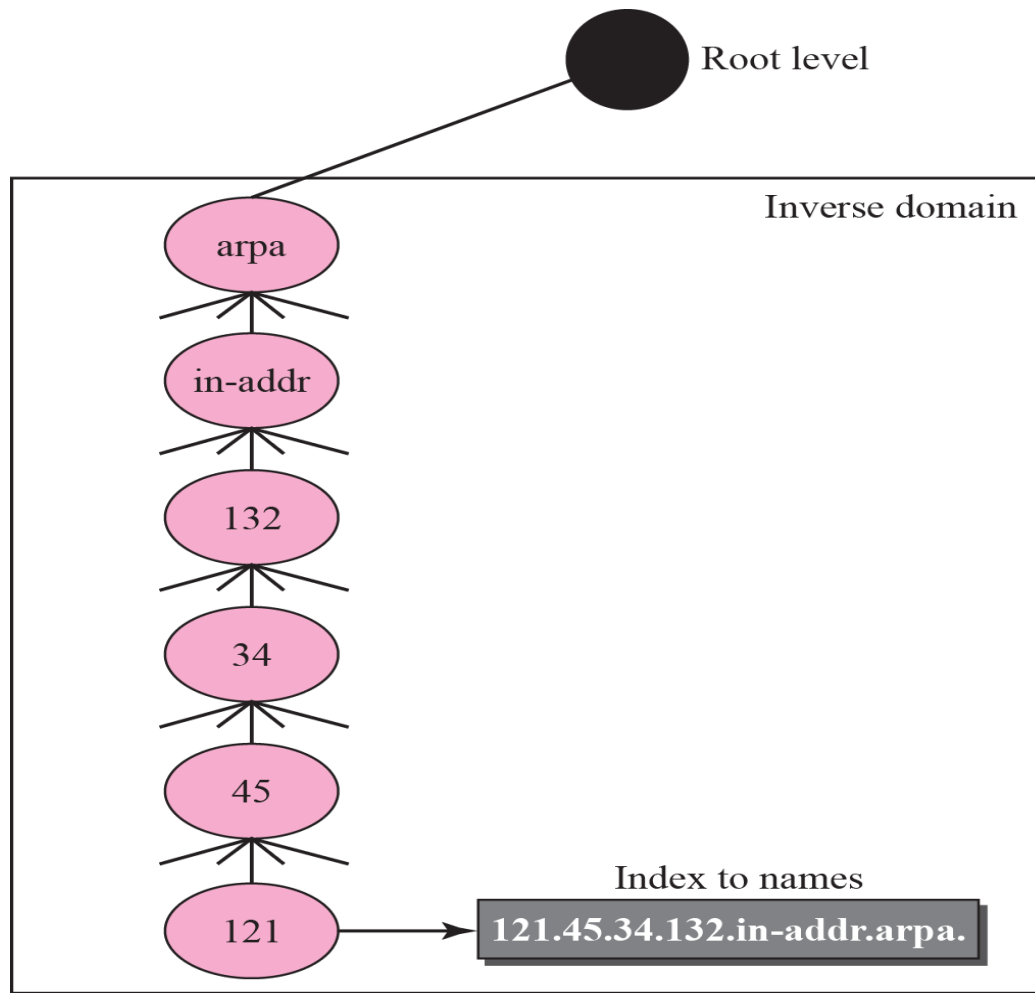 Root level
Inverse domain
arpa
in-addr
132
34
45
121
Index to names
121.45.34.132.in-addr.arpa.